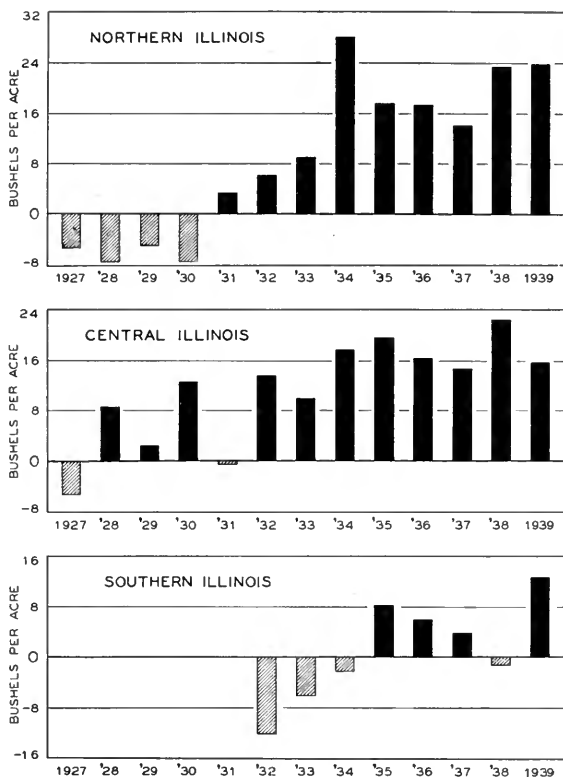 32
NORTHERN ILLINOIS
24
16
8
0
-8
BUSHELS PER ACRE
1927 '28 '29 '30 '31 '32 '33 '34 '35 '36 '37 '38 1939
24
CENTRAL ILLINOIS
16
8
0
-8
BUSHELS PER ACRE
1927 '28 '29 '30 '31 '32 '33 '34 '35 '36 '37 '38 1939
16
SOUTHERN ILLINOIS
8
0
-8
-16
BUSHELS PER ACRE
1927 '28 '29 '30 '31 '32 '33 '34 '35 '36 '37 '38 1939